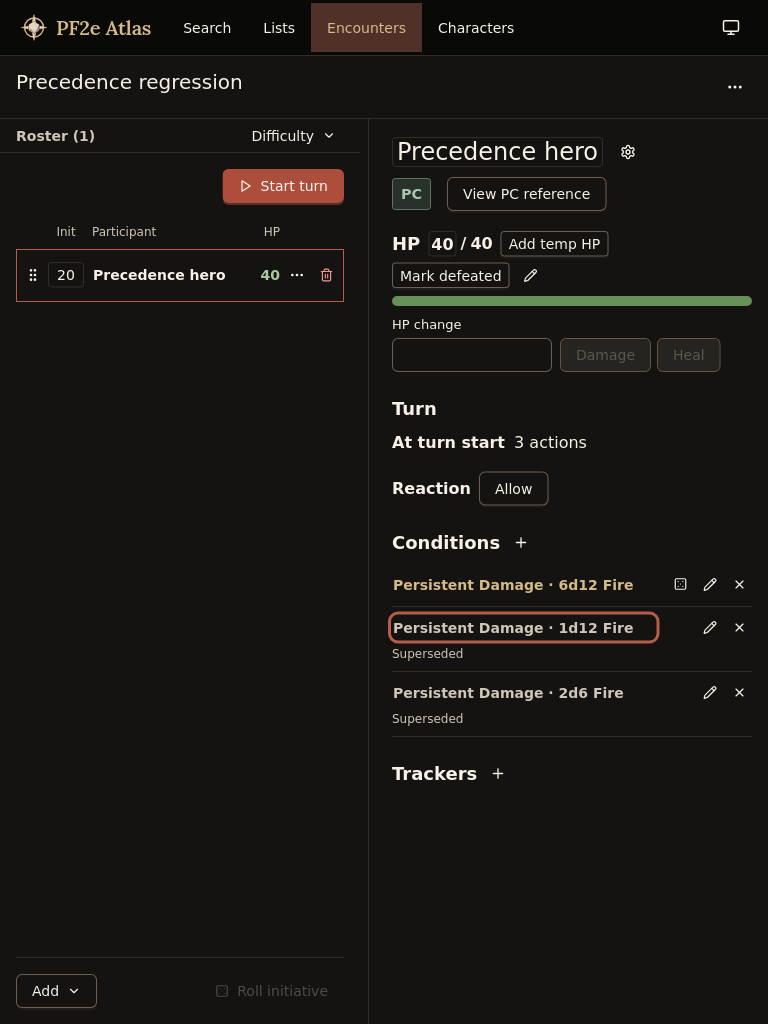 PF2e Atlas Search Lists Encounters Characters
Precedence regression
Roster (1) Difficulty
Start turn
Init Participant HP
20 Precedence hero 40
Add Roll initiative
Precedence hero
PC View PC reference
HP 40 / 40 Add temp HP
Mark defeated
HP change
Damage Heal
Turn
At turn start 3 actions
Reaction Allow
Conditions
Persistent Damage · 6d12 Fire
Persistent Damage · 1d12 Fire
Superseded
Persistent Damage · 2d6 Fire
Superseded
Trackers